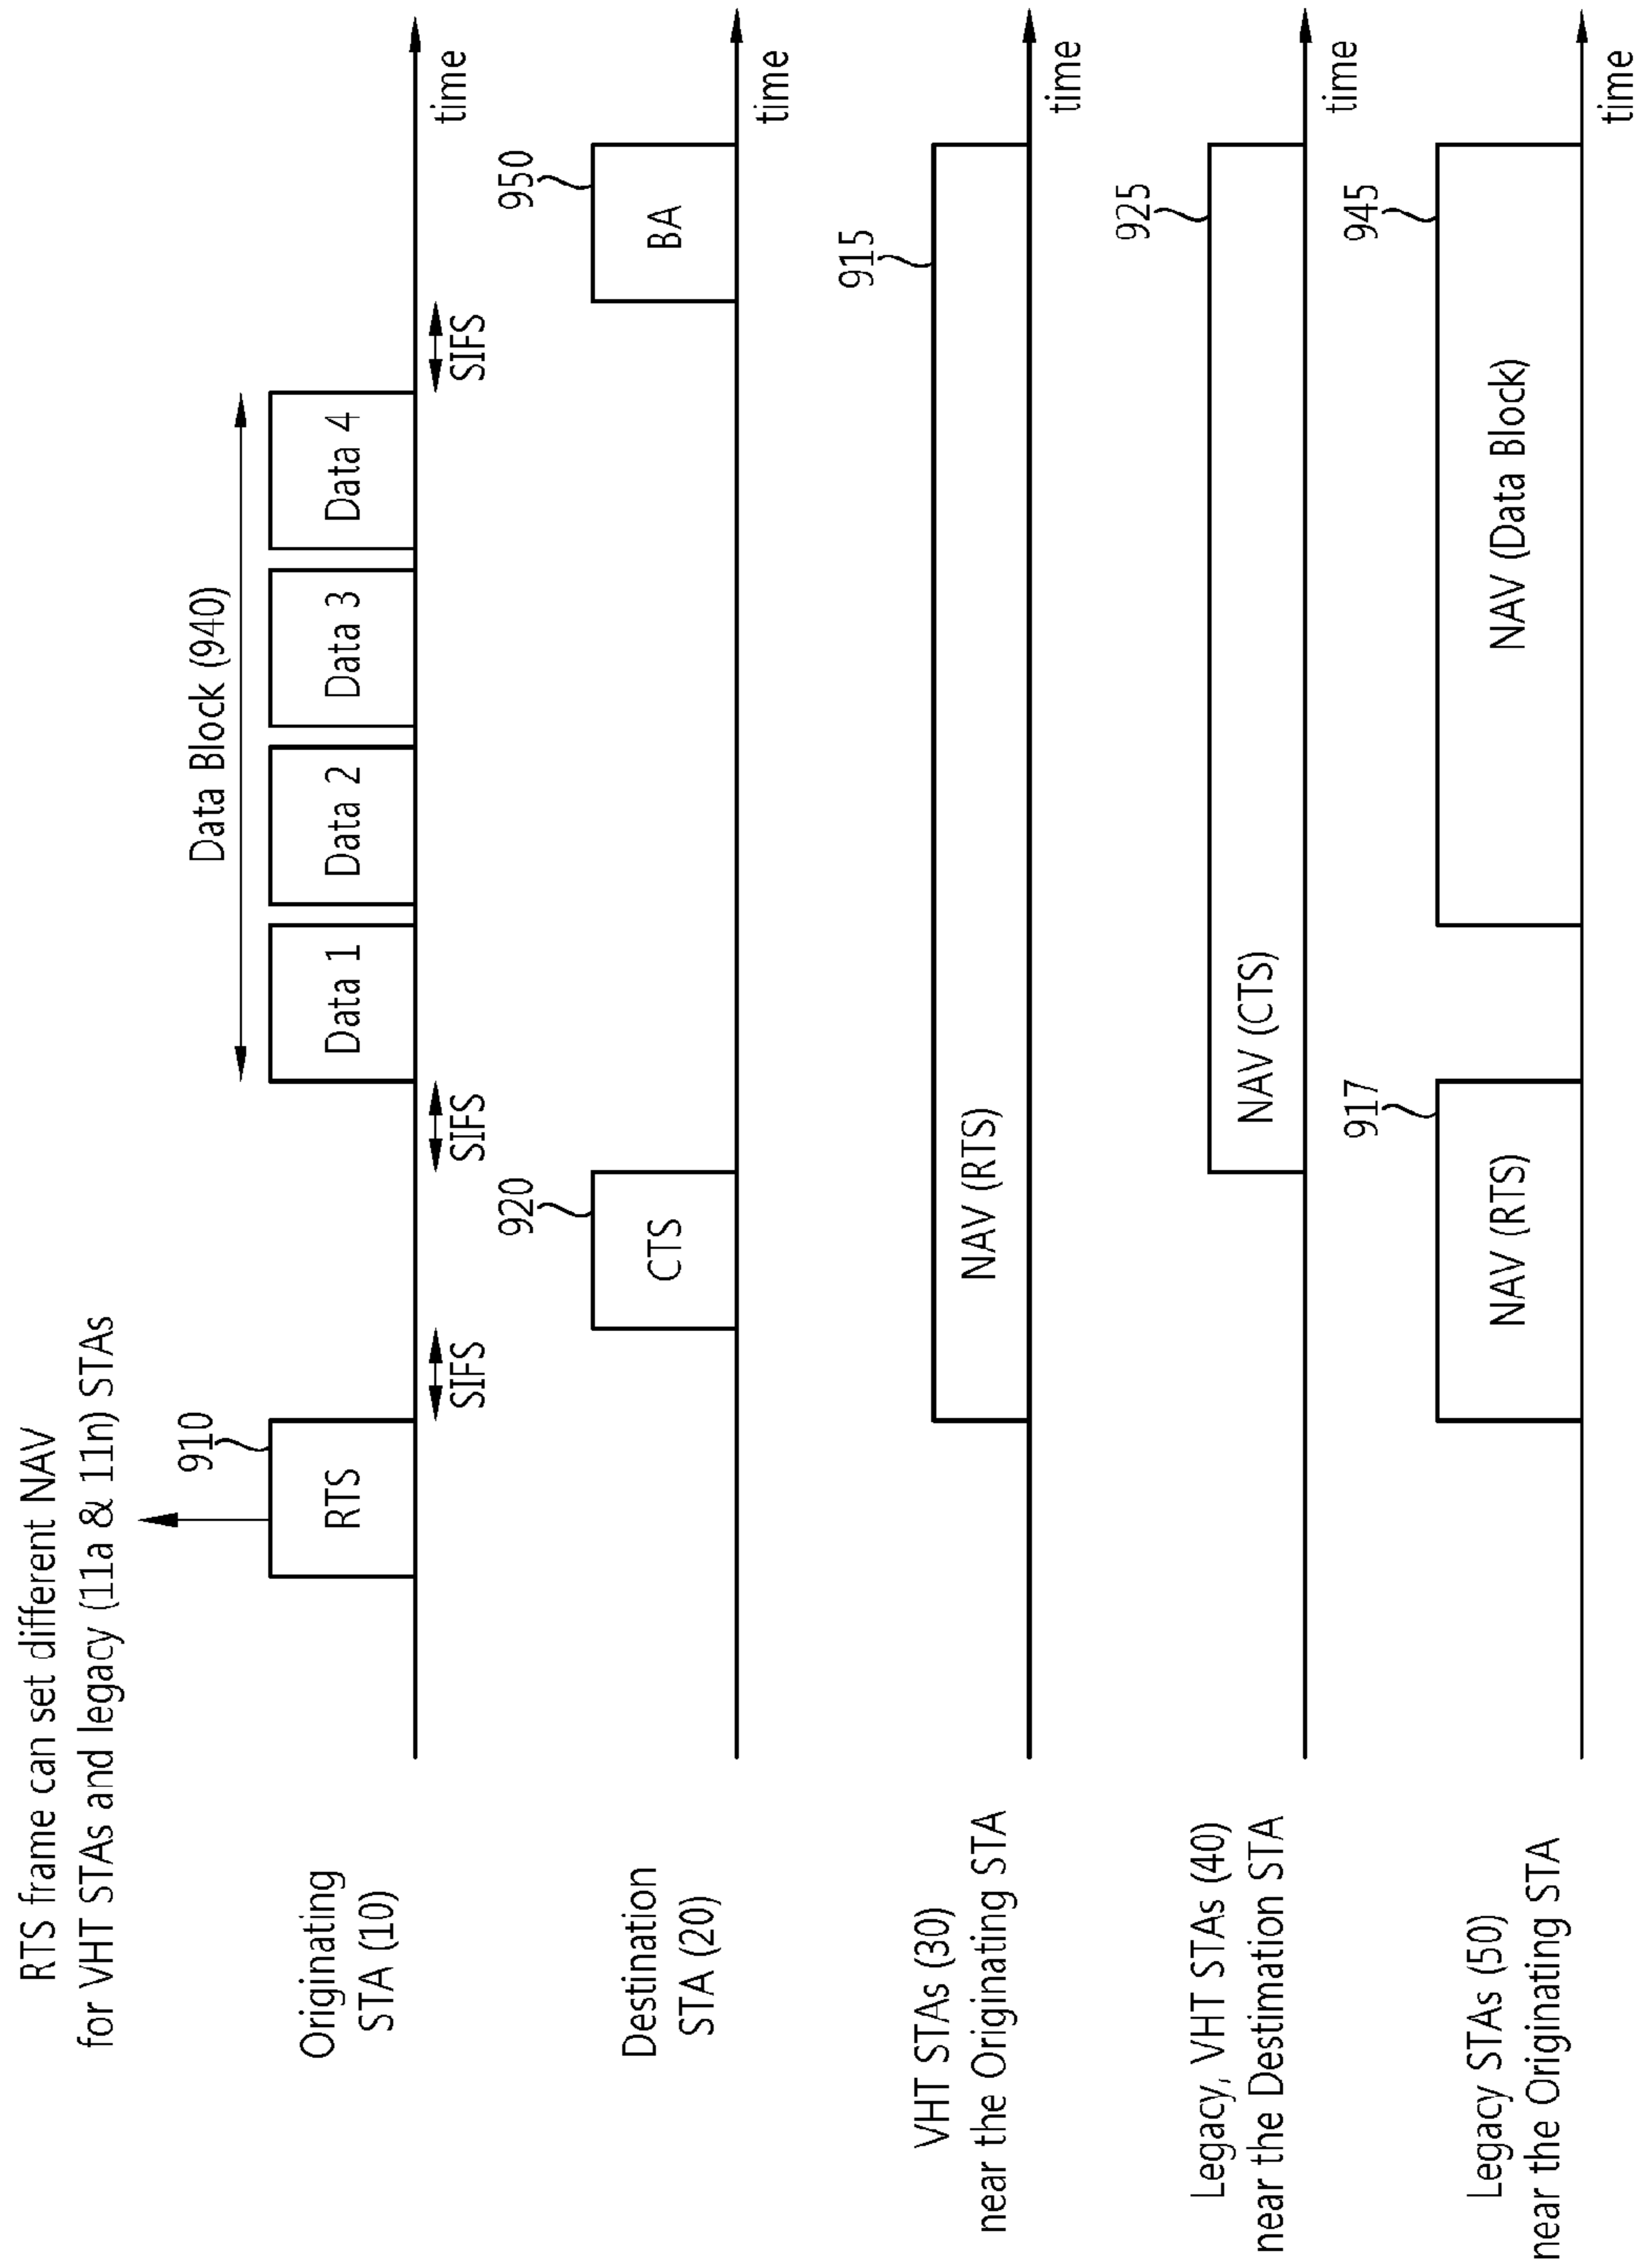 RTS frame can set different NAV
for VHT STAs and legacy (11a & 11n) STAs
Data Block (940)
910
Originating
STA (10)
RTS
Data 1
Data 2
Data 3
Data 4
SIFS
SIFS
SIFS
time
920
950
Destination
STA (20)
CTS
BA
time
915
VHT STAs (30)
near the Originating STA
NAV (RTS)
time
925
Legacy, VHT STAs (40)
near the Destination STA
NAV (CTS)
time
917
945
Legacy STAs (50)
near the Originating STA
NAV (RTS)
NAV (Data Block)
time